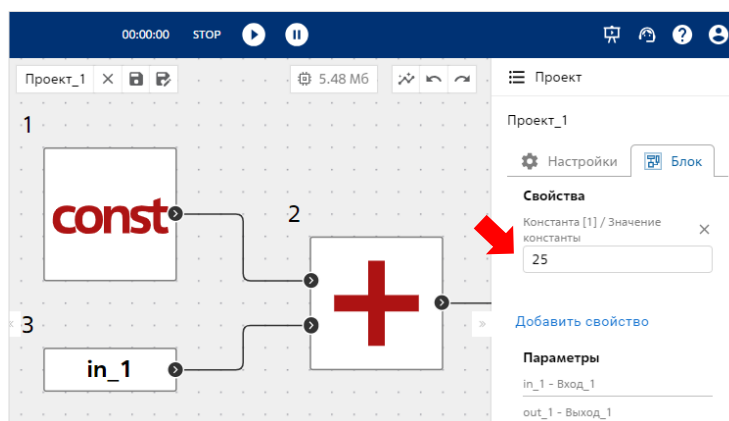 00:00:00 STOP
Проект_1
5.48 Мб
Проект
1
Проект_1
Настройки
Блок
const
2
Свойства
Константа [1] / Значение
константы
25
3
Добавить свойство
in_1
Параметры
in_1 - Вход_1
out_1 - Выход_1